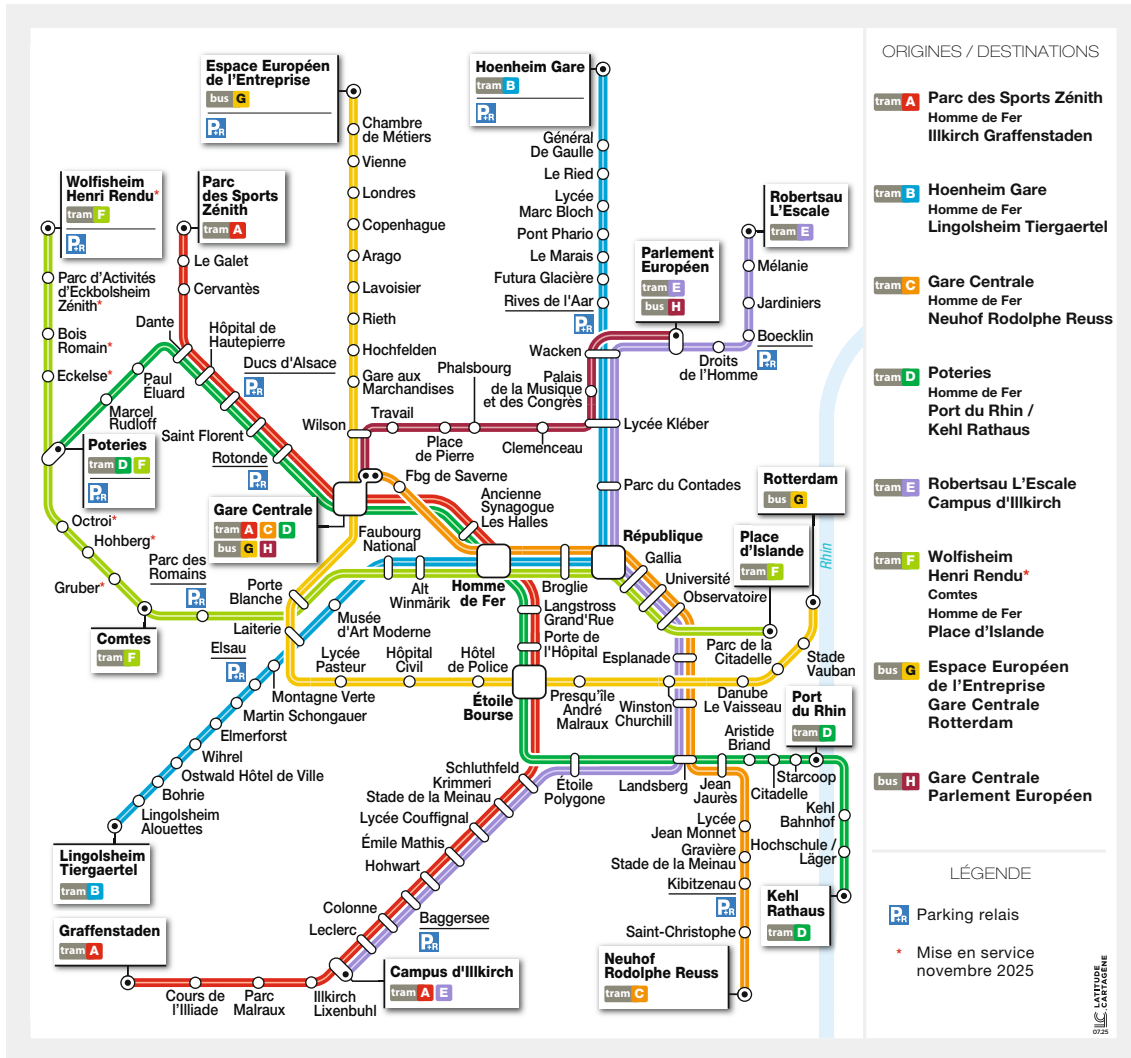 Espace Européen
de l'Entreprise
bus G
P+R
Hoenheim Gare
tram B
P+R
Wolfisheim
Henri Rendu*
tram F
P+R
Parc
des Sports
Zénith
tram A
Robertsau
L'Escale
tram E
Parlement
Européen
tram E
bus H
Chambre
de Métiers
Vienne
Londres
Copenhague
Arago
Lavoisier
Rieth
Hochfelden
Gare aux
Marchandises
Wilson
Général
De Gaulle
Le Ried
Lycée
Marc Bloch
Pont Phario
Le Marais
Futura Glacière
Rives de l'Aar
P+R
Wacken
Palais
de la Musique
et des Congrès
Lycée Kléber
Parc du Contades
Mélanie
Jardiniers
Boecklin
P+R
Droits
de l'Homme
Le Galet
Cervantès
Dante
Hôpital de
Hautepierre
Ducs d'Alsace
P+R
Saint Florent
Rotonde
P+R
Parc d'Activités
d'Eckbolsheim
Zénith*
Bois
Romain*
Eckelse*
Paul
Eluard
Marcel
Rudloff
Poteries
tram D F
P+R
Octroi*
Hohberg*
Gruber*
Parc des
Romains
P+R
Comtes
tram F
Travail
Phalsbourg
Place
de Pierre
Clemenceau
Fbg de Saverne
Gare Centrale
tram A C D
bus G H
Ancienne
Synagogue
Les Halles
Faubourg
National
Alt
Winmärik
Homme
de Fer
Broglie
République
Gallia
Université
Observatoire
Place
d'Islande
tram F
Rotterdam
bus G
Rhin
Porte
Blanche
Laiterie
Elsau
P+R
Musée
d'Art Moderne
Langstross
Grand'Rue
Porte de
l'Hôpital
Esplanade
Parc de la
Citadelle
Stade
Vauban
Lycée
Pasteur
Hôpital
Civil
Hôtel
de Police
Étoile
Bourse
Presqu'île
André
Malraux
Winston
Churchill
Danube
Le Vaisseau
Montagne Verte
Martin Schongauer
Elmerforst
Wihrel
Ostwald Hôtel de Ville
Bohrie
Lingolsheim
Alouettes
Lingolsheim
Tiergaertel
tram B
Port
du Rhin
tram D
Aristide
Briand
Starcoop
Citadelle
Schluthfeld
Krimmeri
Stade de la Meinau
Lycée Couffignal
Émile Mathis
Hohwart
Colonne
Leclerc
Baggersee
P+R
Étoile
Polygone
Landsberg
Jean
Jaurès
Kehl
Bahnhof
Hochschule /
Läger
Kehl
Rathaus
tram D
Lycée
Jean Monnet
Gravière
Stade de la Meinau
Kibitzenau
P+R
Saint-Christophe
Neuhof
Rodolphe Reuss
tram C
Graffenstaden
tram A
Cours de
l'Illiade
Parc
Malraux
Illkirch
Lixenbuhl
Campus d'Illkirch
tram A E
ORIGINES / DESTINATIONS
tram A Parc des Sports Zénith
Homme de Fer
Illkirch Graffenstaden
tram B Hoenheim Gare
Homme de Fer
Lingolsheim Tiergaertel
tram C Gare Centrale
Homme de Fer
Neuhof Rodolphe Reuss
tram D Poteries
Homme de Fer
Port du Rhin /
Kehl Rathaus
tram E Robertsau L'Escale
Campus d'Illkirch
tram F Wolfisheim
Henri Rendu*
Comtes
Homme de Fer
Place d'Islande
bus G Espace Européen
de l'Entreprise
Gare Centrale
Rotterdam
bus H Gare Centrale
Parlement Européen
LÉGENDE
P+R Parking relais
* Mise en service
novembre 2025
LC LATITUDE
CARTAGÈNE
07.25